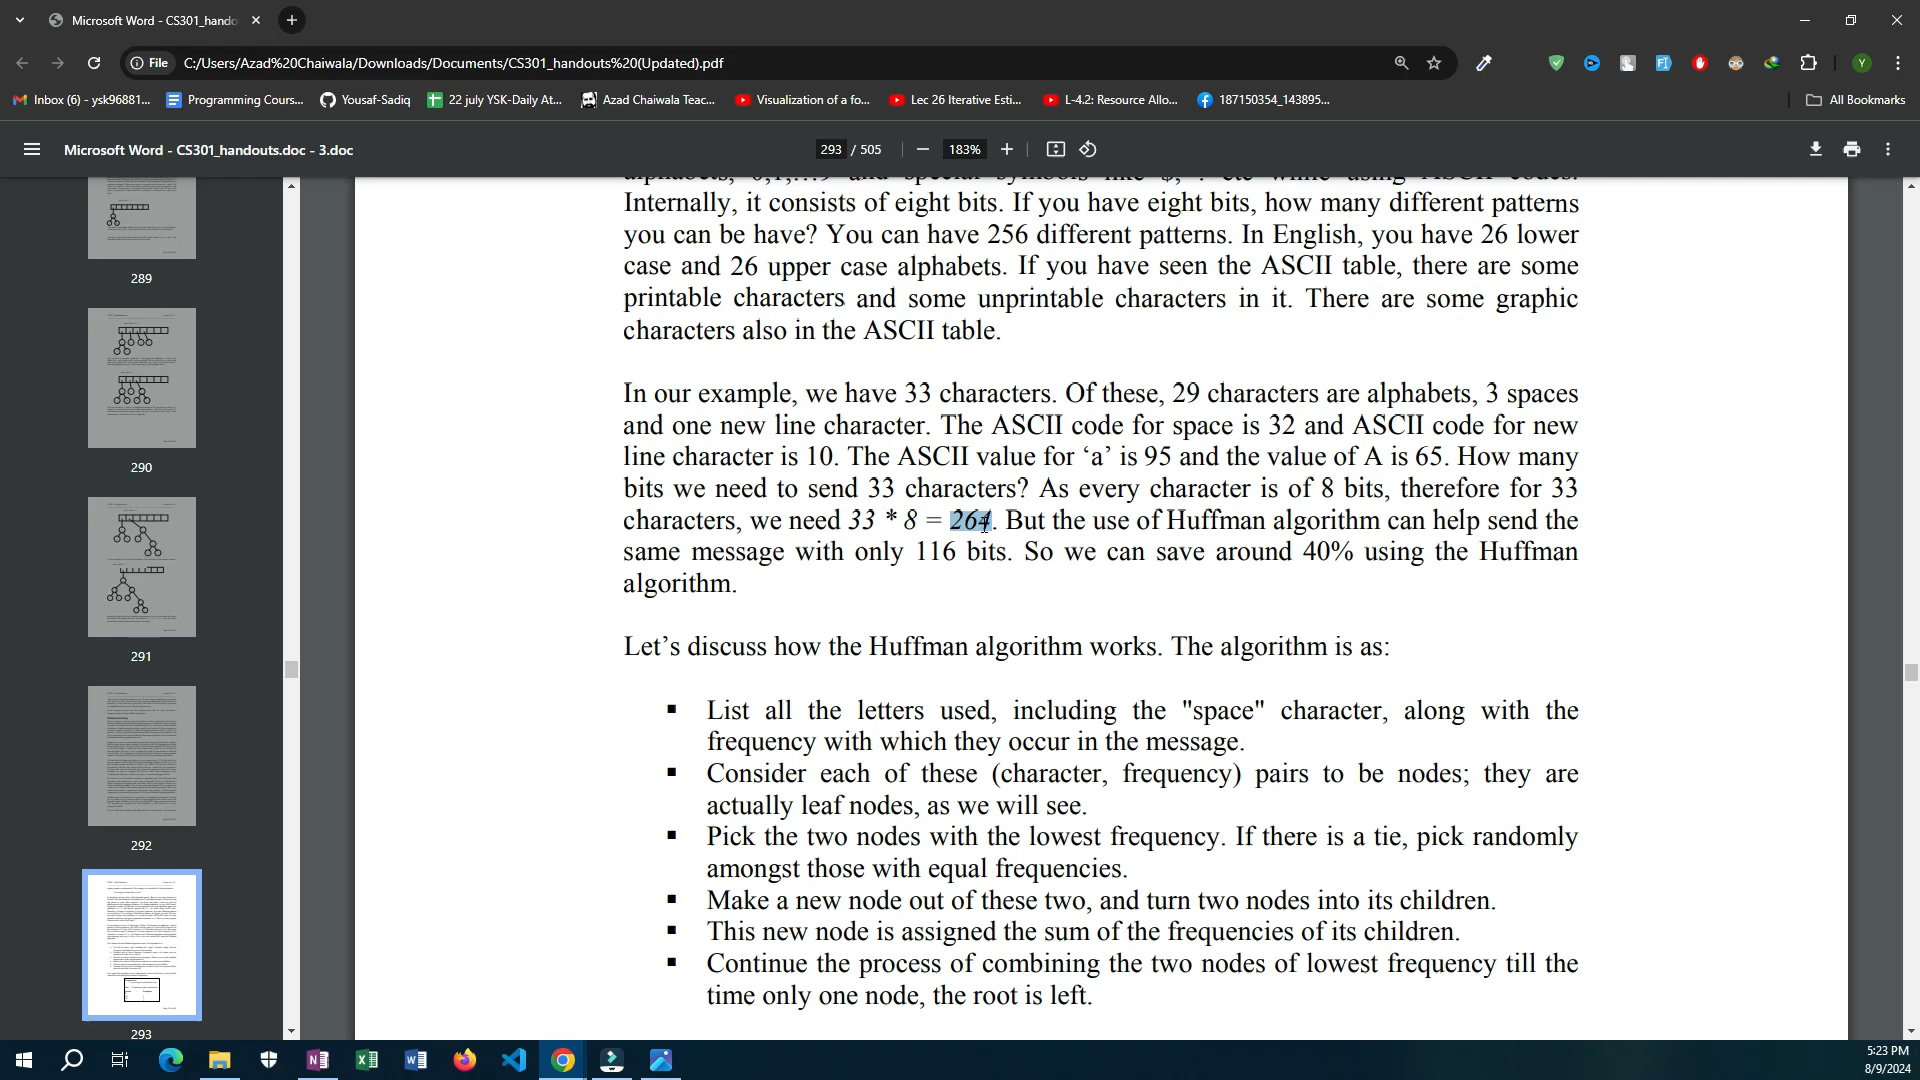 Microsoft Word - CS301_hando
File
C:/Users/Azad%20Chaiwala/Downloads/Documents/CS301_handouts%20(Updated).pdf
Y
Inbox (6) - ysk96881...
Programming Cours...
Yousaf-Sadiq
22 july YSK-Daily At...
Azad Chaiwala Teac...
Visualization of a fo...
Lec 26 Iterative Esti...
L-4.2: Resource Allo...
187150354_143895...
All Bookmarks
Microsoft Word - CS301_handouts.doc - 3.doc
293 / 505
183%
289
290
291
292
293
Internally, it consists of eight bits. If you have eight bits, how many different patterns
you can be have? You can have 256 different patterns. In English, you have 26 lower
case and 26 upper case alphabets. If you have seen the ASCII table, there are some
printable characters and some unprintable characters in it. There are some graphic
characters also in the ASCII table.
In our example, we have 33 characters. Of these, 29 characters are alphabets, 3 spaces
and one new line character. The ASCII code for space is 32 and ASCII code for new
line character is 10. The ASCII value for ‘a’ is 95 and the value of A is 65. How many
bits we need to send 33 characters? As every character is of 8 bits, therefore for 33
characters, we need 33 * 8 = 264. But the use of Huffman algorithm can help send the
same message with only 116 bits. So we can save around 40% using the Huffman
algorithm.
Let’s discuss how the Huffman algorithm works. The algorithm is as:
▪ List all the letters used, including the "space" character, along with the
frequency with which they occur in the message.
▪ Consider each of these (character, frequency) pairs to be nodes; they are
actually leaf nodes, as we will see.
▪ Pick the two nodes with the lowest frequency. If there is a tie, pick randomly
amongst those with equal frequencies.
▪ Make a new node out of these two, and turn two nodes into its children.
▪ This new node is assigned the sum of the frequencies of its children.
▪ Continue the process of combining the two nodes of lowest frequency till the
time only one node, the root is left.
5:23 PM
8/9/2024